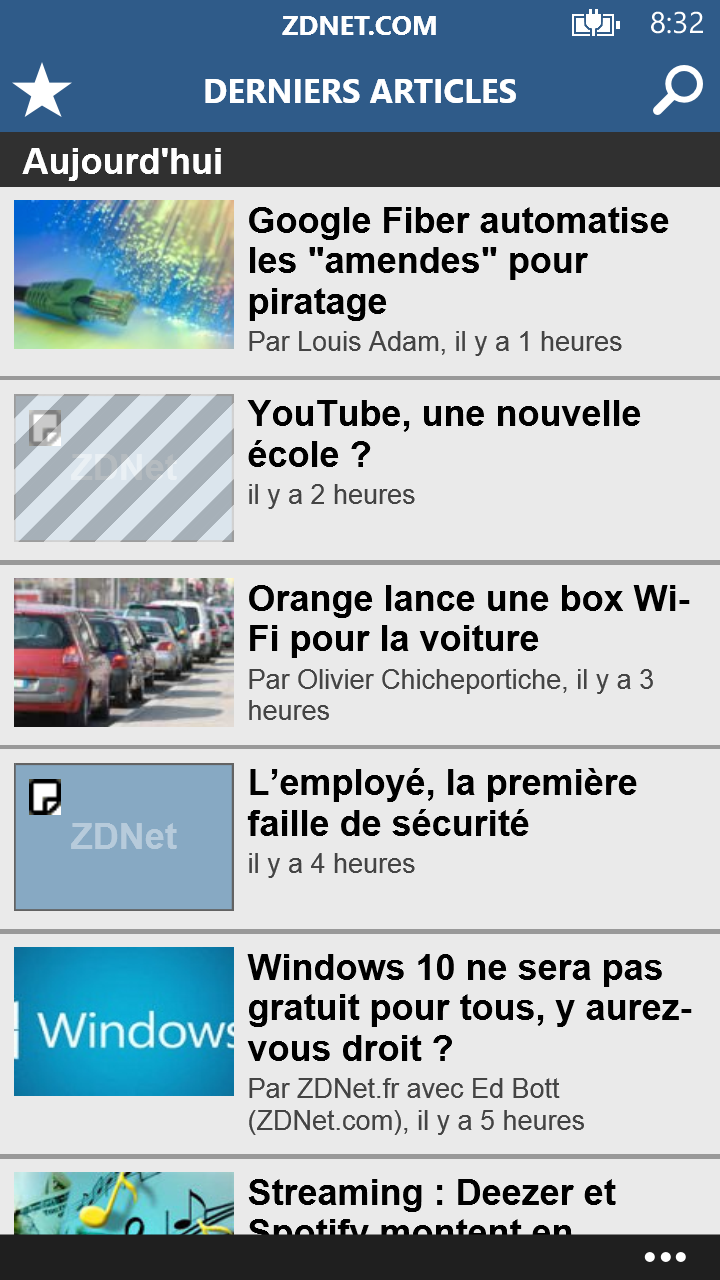 ZDNET.COM
8:32
DERNIERS ARTICLES
Aujourd'hui
Google Fiber automatise
les "amendes" pour
piratage
Par Louis Adam, il y a 1 heures
ZDNet
YouTube, une nouvelle
école ?
il y a 2 heures
Orange lance une box Wi-
Fi pour la voiture
Par Olivier Chicheportiche, il y a 3
heures
ZDNet
L’employé, la première
faille de sécurité
il y a 4 heures
Windows
Windows 10 ne sera pas
gratuit pour tous, y aurez-
vous droit ?
Par ZDNet.fr avec Ed Bott
(ZDNet.com), il y a 5 heures
Streaming : Deezer et
Spotify montent en